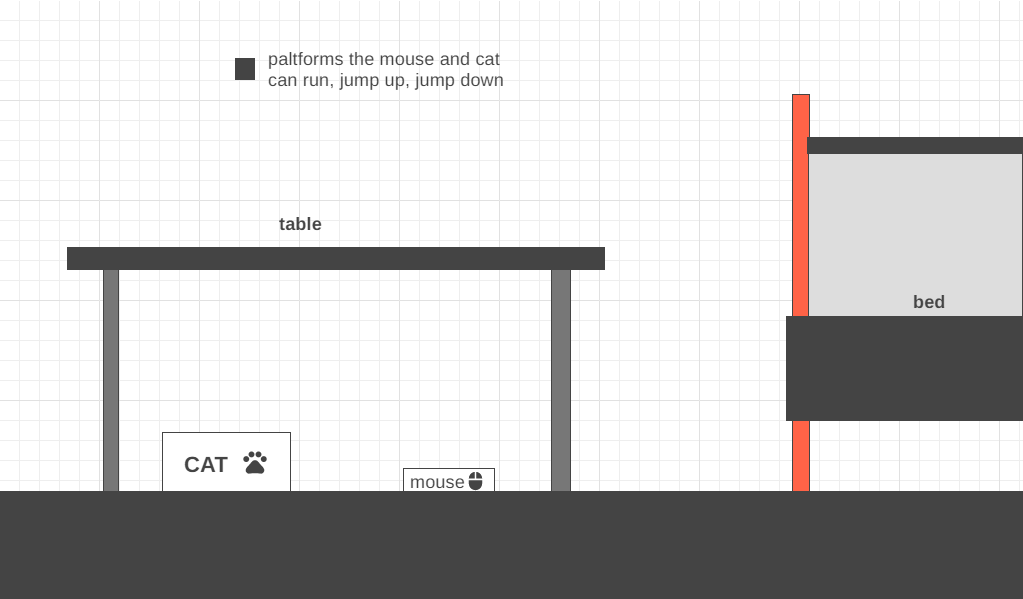 paltforms the mouse and cat
can run, jump up, jump down
table
bed
CAT
mouse